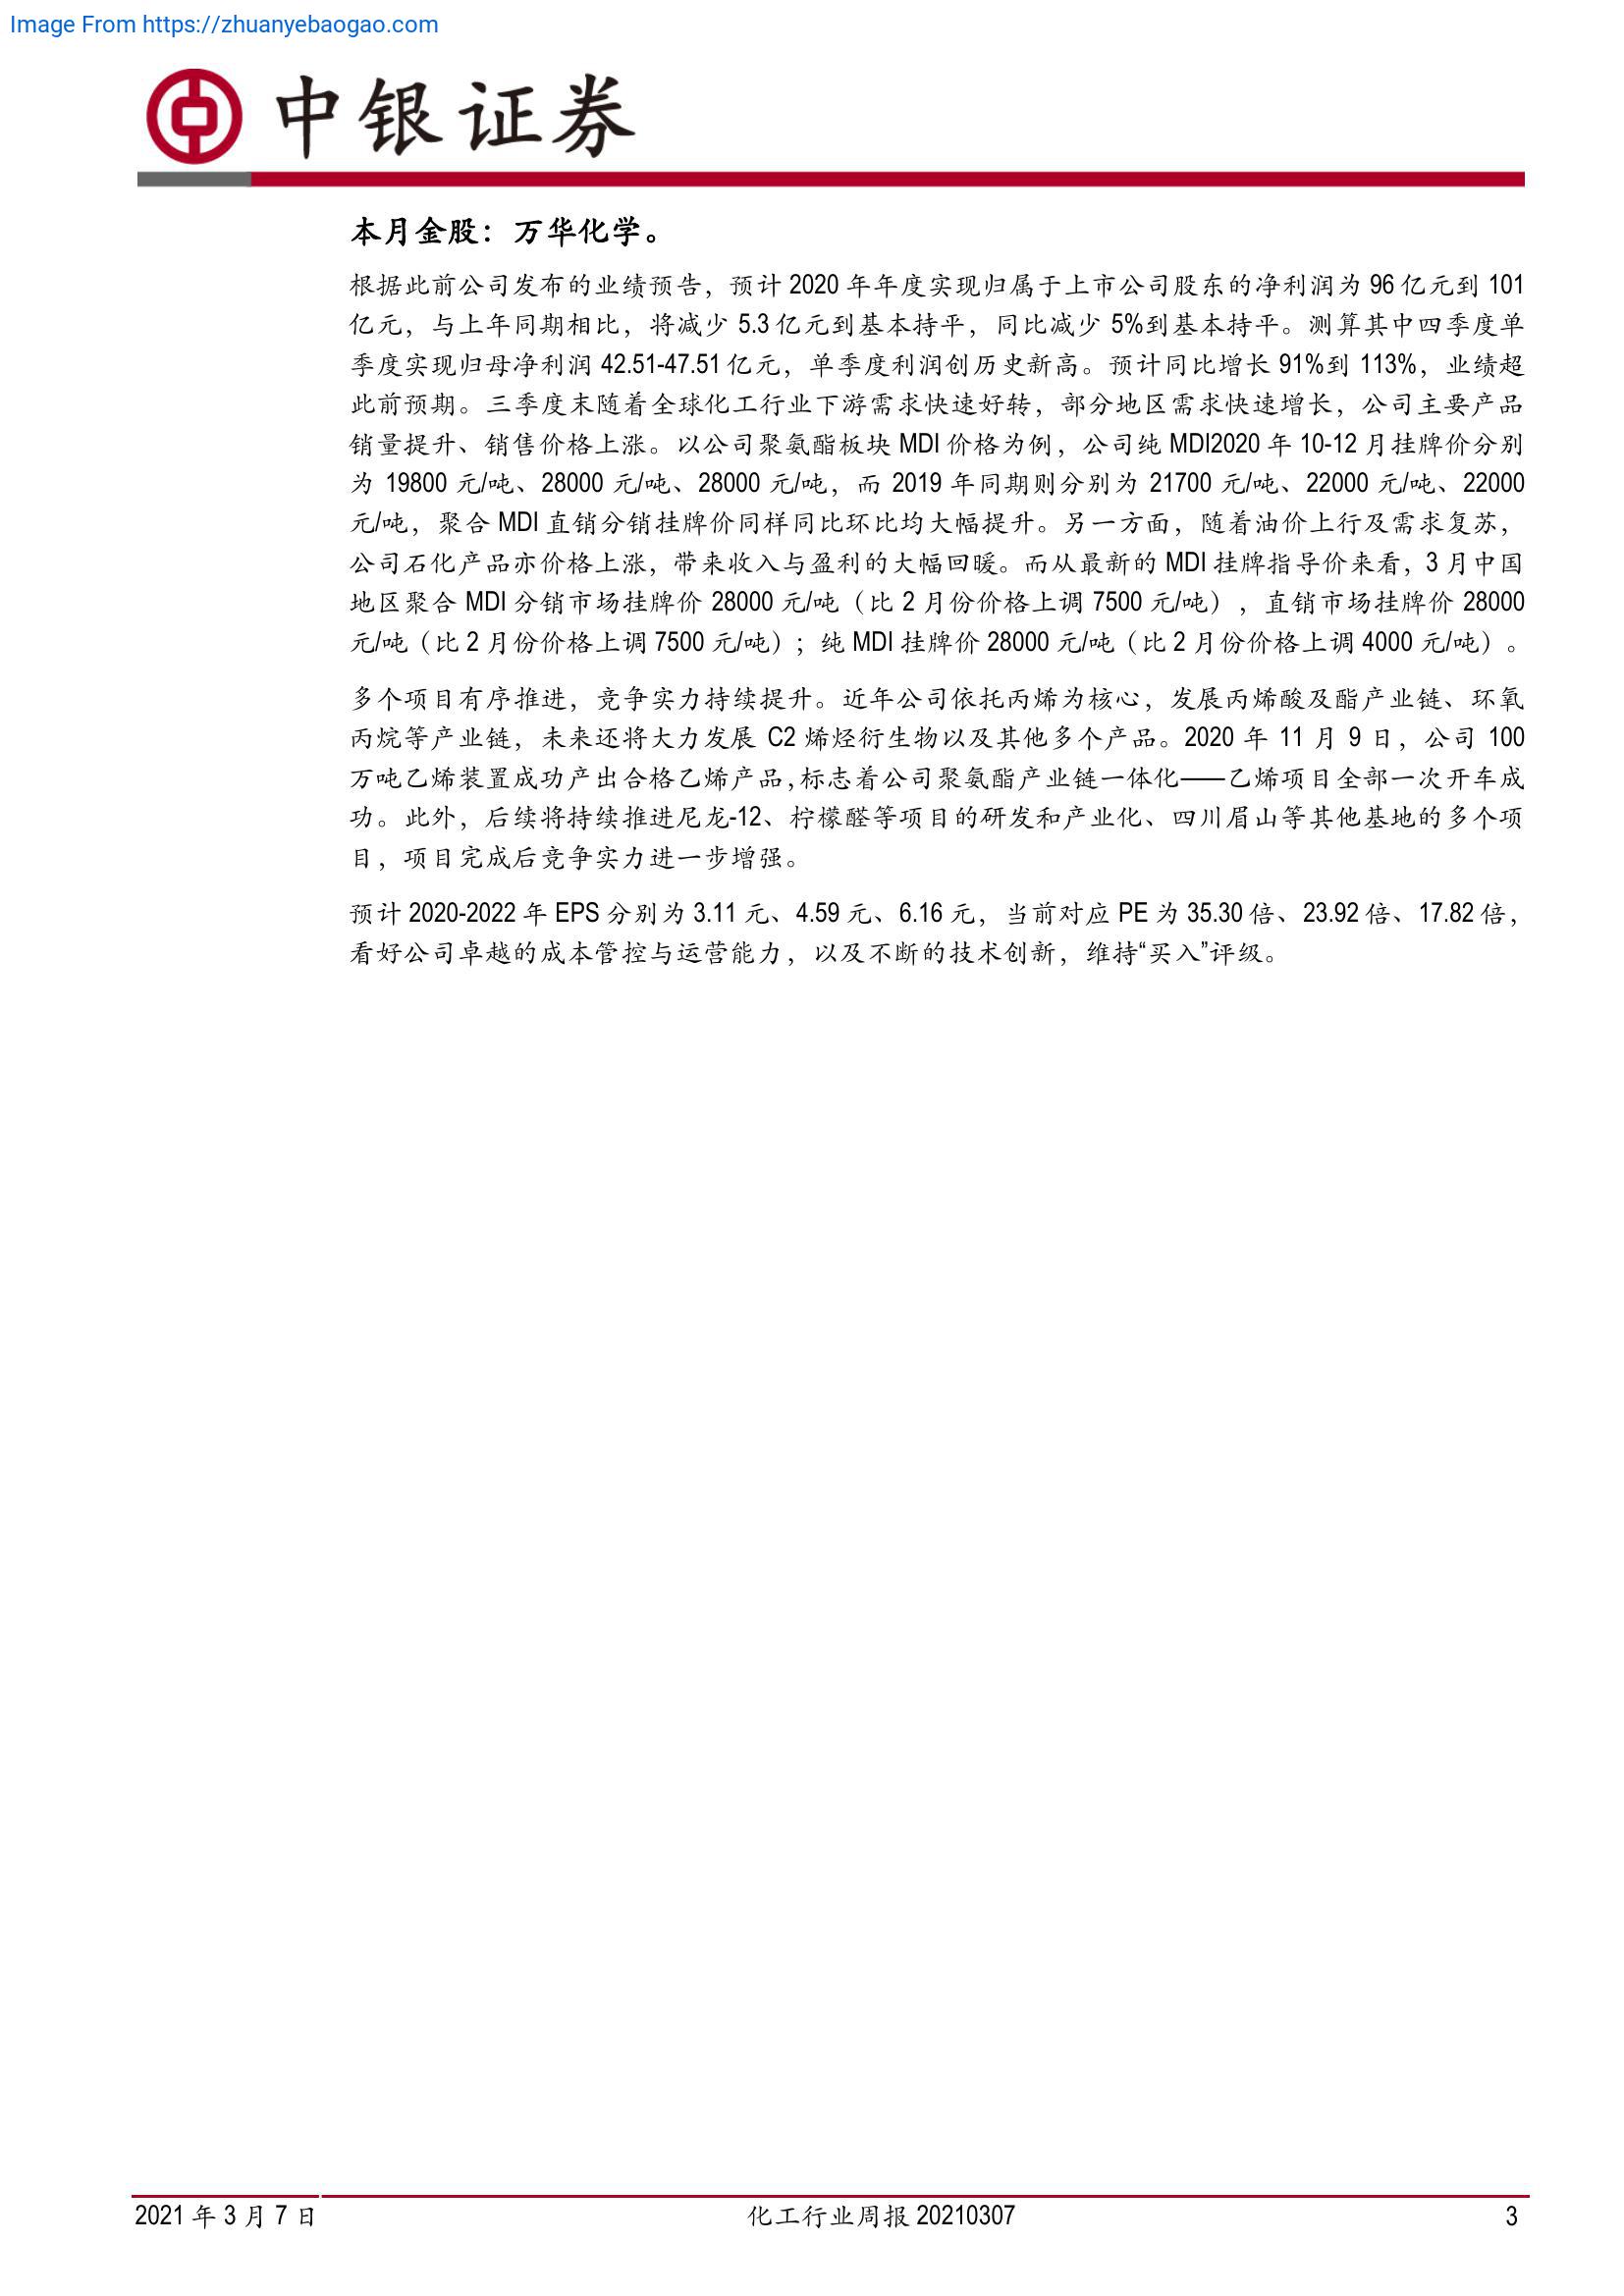 Image From https://zhuanyebaogao.com
中银证券
本月金股：万华化学。
根据此前公司发布的业绩预告，预计 2020 年年度实现归属于上市公司股东的净利润为 96 亿元到 101
亿元，与上年同期相比，将减少 5.3 亿元到基本持平，同比减少 5%到基本持平。测算其中四季度单
季度实现归母净利润 42.51-47.51 亿元，单季度利润创历史新高。预计同比增长 91%到 113%，业绩超
此前预期。三季度末随着全球化工行业下游需求快速好转，部分地区需求快速增长，公司主要产品
销量提升、销售价格上涨。以公司聚氨酯板块 MDI 价格为例，公司纯 MDI2020 年 10-12 月挂牌价分别
为 19800 元/吨、28000 元/吨、28000 元/吨，而 2019 年同期则分别为 21700 元/吨、22000 元/吨、22000
元/吨，聚合 MDI 直销分销挂牌价同样同比环比均大幅提升。另一方面，随着油价上行及需求复苏，
公司石化产品亦价格上涨，带来收入与盈利的大幅回暖。而从最新的 MDI 挂牌指导价来看，3 月中国
地区聚合 MDI 分销市场挂牌价 28000 元/吨（比 2 月份价格上调 7500 元/吨），直销市场挂牌价 28000
元/吨（比 2 月份价格上调 7500 元/吨）；纯 MDI 挂牌价 28000 元/吨（比 2 月份价格上调 4000 元/吨）。
多个项目有序推进，竞争实力持续提升。近年公司依托丙烯为核心，发展丙烯酸及酯产业链、环氧
丙烷等产业链，未来还将大力发展 C2 烯烃衍生物以及其他多个产品。2020 年 11 月 9 日，公司 100
万吨乙烯装置成功产出合格乙烯产品，标志着公司聚氨酯产业链一体化——乙烯项目全部一次开车成
功。此外，后续将持续推进尼龙-12、柠檬醛等项目的研发和产业化、四川眉山等其他基地的多个项
目，项目完成后竞争实力进一步增强。
预计 2020-2022 年 EPS 分别为 3.11 元、4.59 元、6.16 元，当前对应 PE 为 35.30 倍、23.92 倍、17.82 倍，
看好公司卓越的成本管控与运营能力，以及不断的技术创新，维持“买入”评级。
2021 年 3 月 7 日
化工行业周报 20210307
3